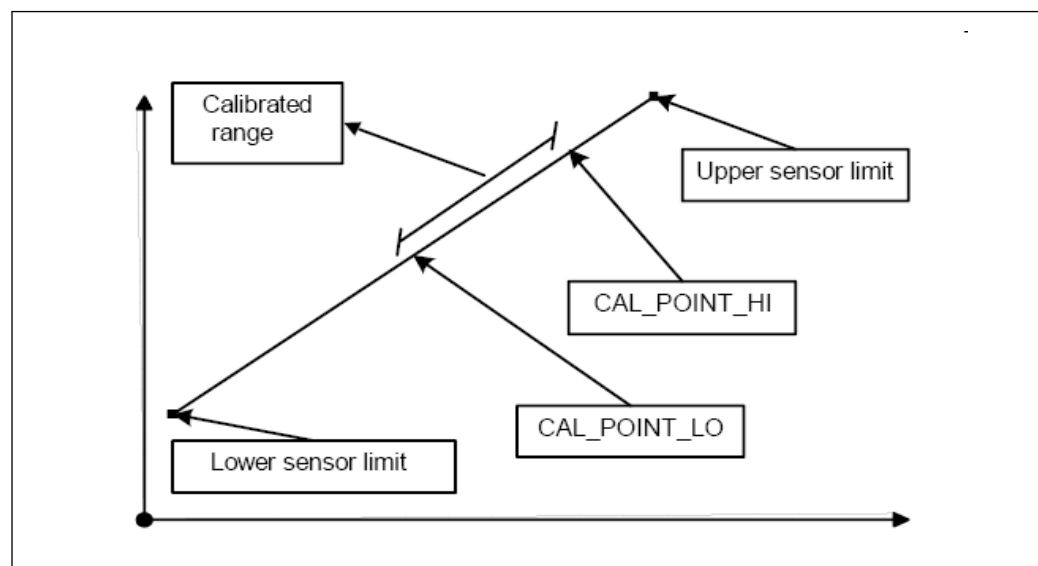 Calibrated
range
Upper sensor limit
CAL_POINT_HI
CAL_POINT_LO
Lower sensor limit